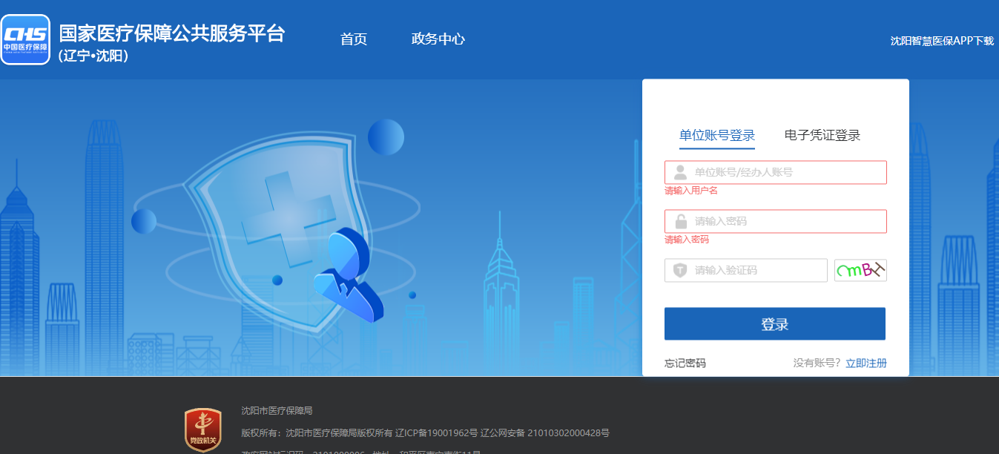 CHS
中国医疗保障
国家医疗保障公共服务平台
(辽宁•沈阳)
首页
政务中心
沈阳智慧医保APP下载
单位账号登录
电子凭证登录
单位账号/经办人账号
请输入用户名
请输入密码
请输入密码
请输入验证码
CmBT
登录
忘记密码
没有账号？立即注册
党政机关
沈阳市医疗保障局
版权所有：沈阳市医疗保障局版权所有 辽ICP备19001962号 辽公网安备 21010302000428号